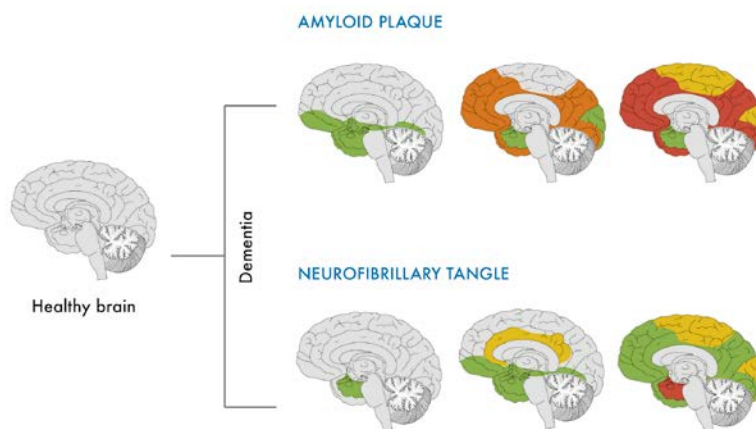 AMYLOID PLAQUE
Healthy brain
Dementia
NEUROFIBRILLARY TANGLE